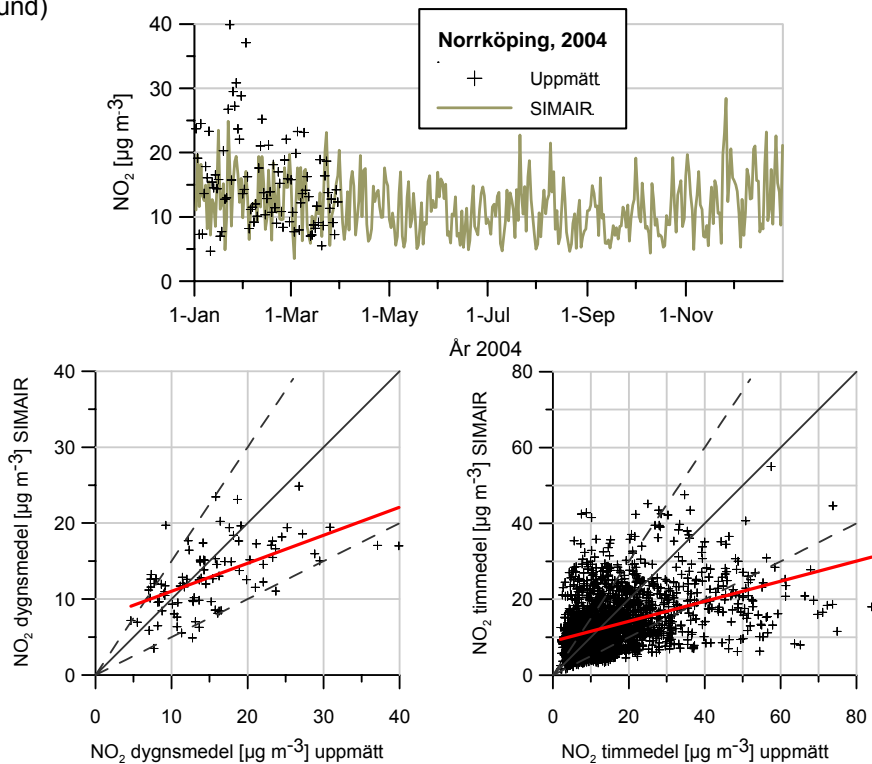 und)
Norrköping, 2004
Uppmätt
SIMAIR
NO2 [µg m-3]
40
30
20
10
0
1-Jan 1-Mar 1-May 1-Jul 1-Sep 1-Nov
År 2004
NO2 dygnsmedel [µg m-3] SIMAIR
40
30
20
10
0
0 10 20 30 40
NO2 dygnsmedel [µg m-3] uppmätt
NO2 timmedel [µg m-3] SIMAIR
80
60
40
20
0
0 20 40 60 80
NO2 timmedel [µg m-3] uppmätt